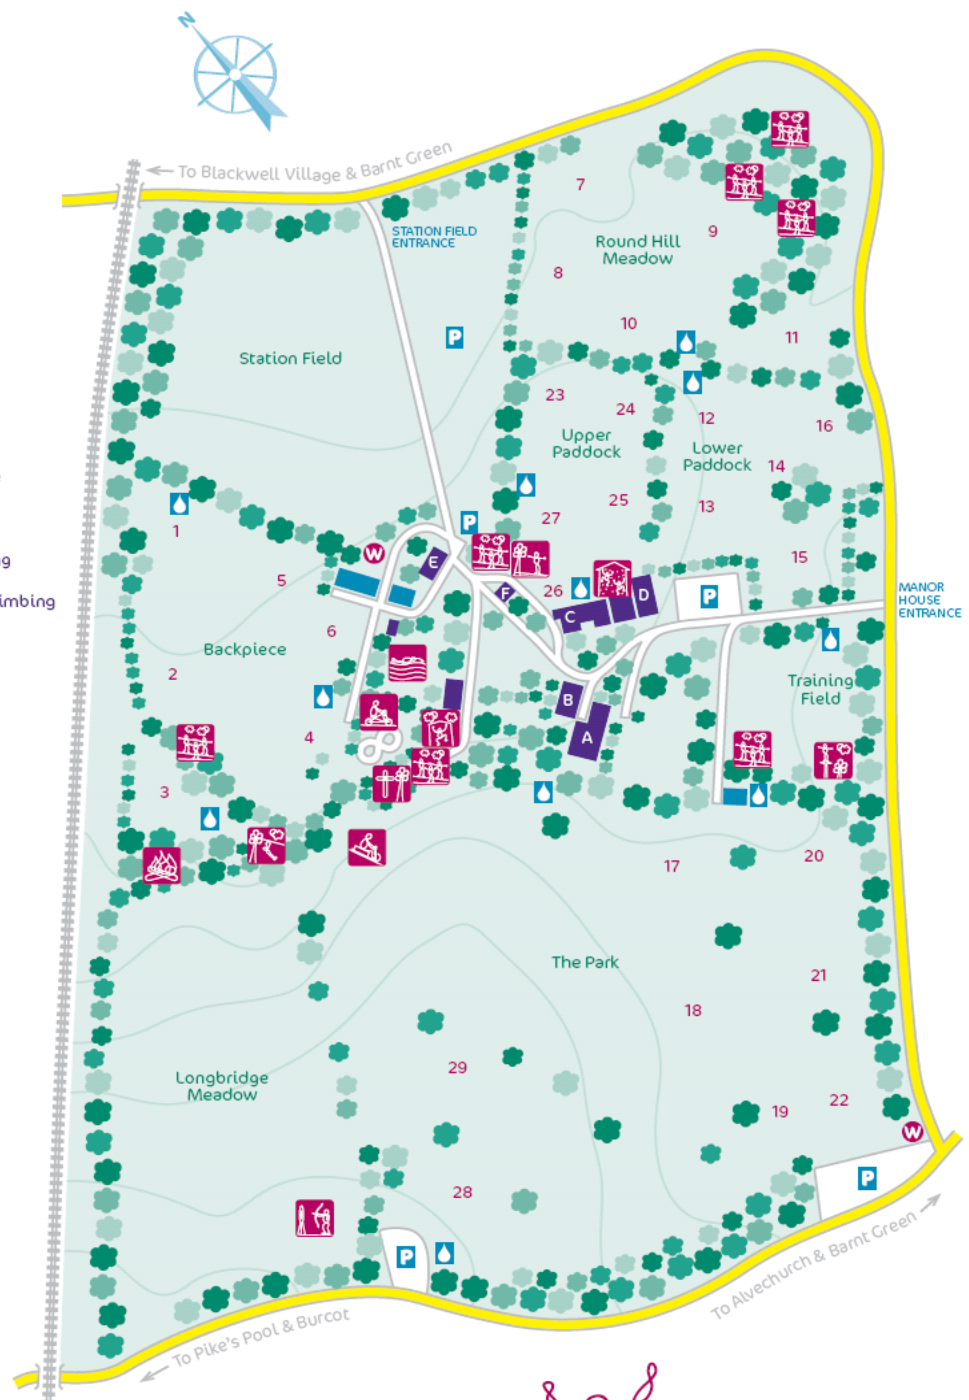 N
To Blackwell Village & Barnt Green
7
STATION FIELD
ENTRANCE
9
Round Hill
Meadow
8
P
10
11
Station Field
23
24
12
16
Upper
Paddock
Lower
Paddock
14
25
13
1
27
P
W
E
15
ng
5
26
F
C
D
P
MANOR
HOUSE
ENTRANCE
imbing
6
Backpiece
2
B
Training
Field
A
4
3
17
20
The Park
21
18
29
Longbridge
Meadow
22
19
W
28
P
P
To Alvechurch & Barnt Green
To Pike's Pool & Burcot